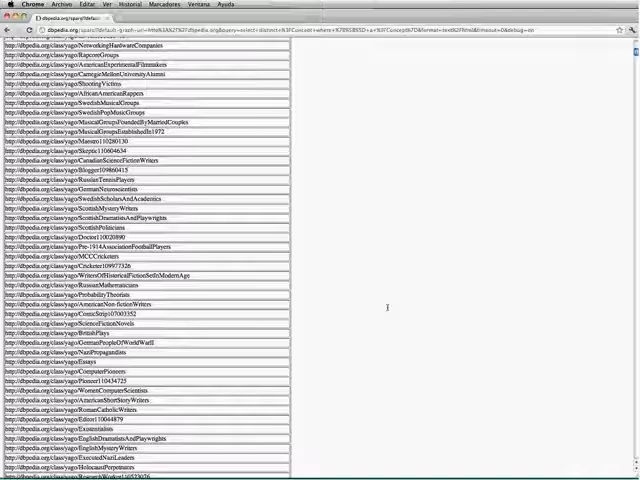 Chrome Archivo Editar Ver Historial Marcadores Ventana Ayuda
http://dbpedia.org/class/yago/NetworkingHardwareCompanies
http://dbpedia.org/class/yago/RapcoreGroups
http://dbpedia.org/class/yago/AmericanExperimentalFilmmakers
http://dbpedia.org/class/yago/CarnegieMellonUniversityAlumni
http://dbpedia.org/class/yago/ShootingVictims
http://dbpedia.org/class/yago/AfricanAmericanRappers
http://dbpedia.org/class/yago/SwedishMusicalGroups
http://dbpedia.org/class/yago/SwedishPopMusicGroups
http://dbpedia.org/class/yago/MusicalGroupsFoundedByMarriedCouples
http://dbpedia.org/class/yago/MusicalGroupsEstablishedIn1972
http://dbpedia.org/class/yago/Maestro110280130
http://dbpedia.org/class/yago/Skeptic110604634
http://dbpedia.org/class/yago/CanadianScienceFictionWriters
http://dbpedia.org/class/yago/Blogger109860415
http://dbpedia.org/class/yago/RussianTennisPlayers
http://dbpedia.org/class/yago/GermanNeuroscientists
http://dbpedia.org/class/yago/SwedishScholarsAndAcademics
http://dbpedia.org/class/yago/ScottishMysteryWriters
http://dbpedia.org/class/yago/ScottishDramatistsAndPlaywrights
http://dbpedia.org/class/yago/ScottishPoliticians
http://dbpedia.org/class/yago/Doctor110020890
http://dbpedia.org/class/yago/Pre-1914AssociationFootballPlayers
http://dbpedia.org/class/yago/MCCCricketers
http://dbpedia.org/class/yago/Cricketer109977326
http://dbpedia.org/class/yago/WritersOfHistoricalFictionSetInModernAge
http://dbpedia.org/class/yago/RussianMathematicians
http://dbpedia.org/class/yago/ProbabilityTheorists
http://dbpedia.org/class/yago/AmericanNon-fictionWriters
http://dbpedia.org/class/yago/ComicStrip107003352
http://dbpedia.org/class/yago/ScienceFictionNovels
http://dbpedia.org/class/yago/BritishPlays
http://dbpedia.org/class/yago/GermanPeopleOfWorldWarII
http://dbpedia.org/class/yago/NaziPropagandists
http://dbpedia.org/class/yago/Essays
http://dbpedia.org/class/yago/ComputerPioneers
http://dbpedia.org/class/yago/Pioneer110434725
http://dbpedia.org/class/yago/WomenComputerScientists
http://dbpedia.org/class/yago/AmericanShortStoryWriters
http://dbpedia.org/class/yago/RomanCatholicWriters
http://dbpedia.org/class/yago/Editor110044879
http://dbpedia.org/class/yago/Existentialists
http://dbpedia.org/class/yago/EnglishDramatistsAndPlaywrights
http://dbpedia.org/class/yago/EnglishMysteryWriters
http://dbpedia.org/class/yago/ExecutedNaziLeaders
http://dbpedia.org/class/yago/HolocaustPerpetrators